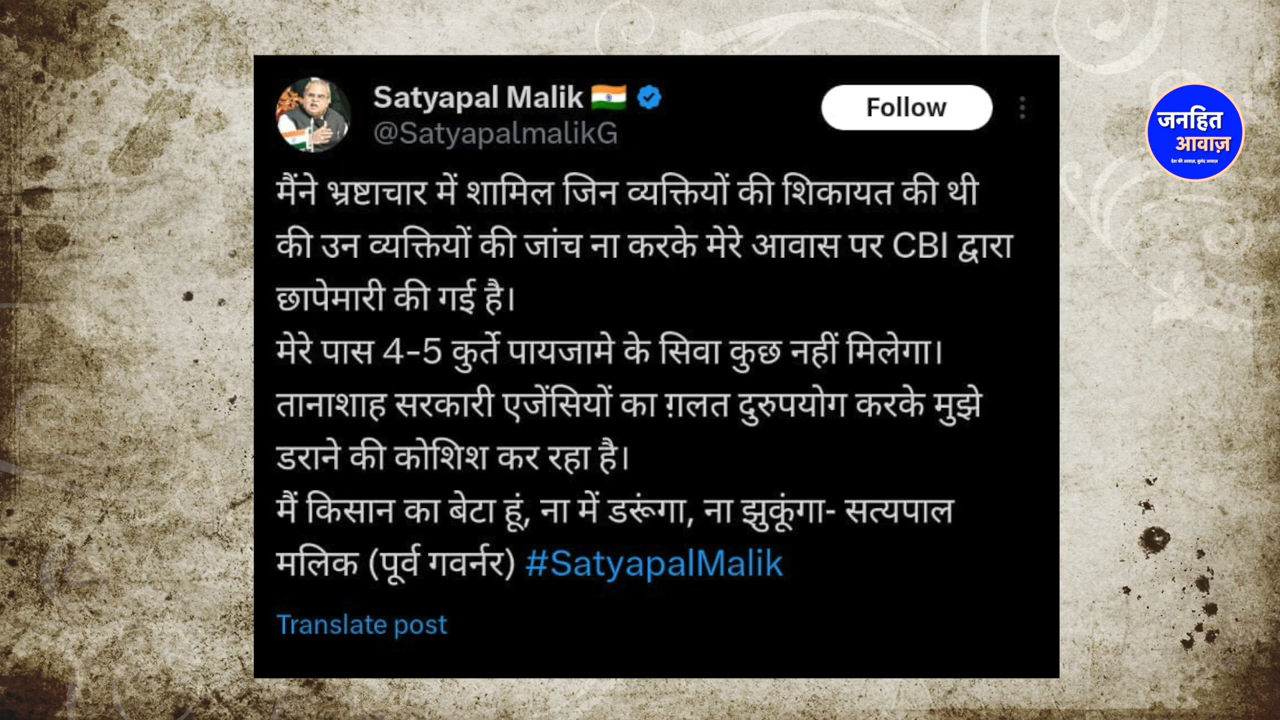 Satyapal Malik 🇮🇳
@SatyapalmalikG
Follow
मैंने भ्रष्टाचार में शामिल जिन व्यक्तियों की शिकायत की थी
की उन व्यक्तियों की जांच ना करके मेरे आवास पर CBI द्वारा
छापेमारी की गई है।
मेरे पास 4-5 कुर्ते पायजामे के सिवा कुछ नहीं मिलेगा।
तानाशाह सरकारी एजेंसियों का ग़लत दुरुपयोग करके मुझे
डराने की कोशिश कर रहा है।
मैं किसान का बेटा हूं, ना में डरूंगा, ना झुकूंगा- सत्यपाल
मलिक (पूर्व गवर्नर) #SatyapalMalik
Translate post
जनहित
आवाज़